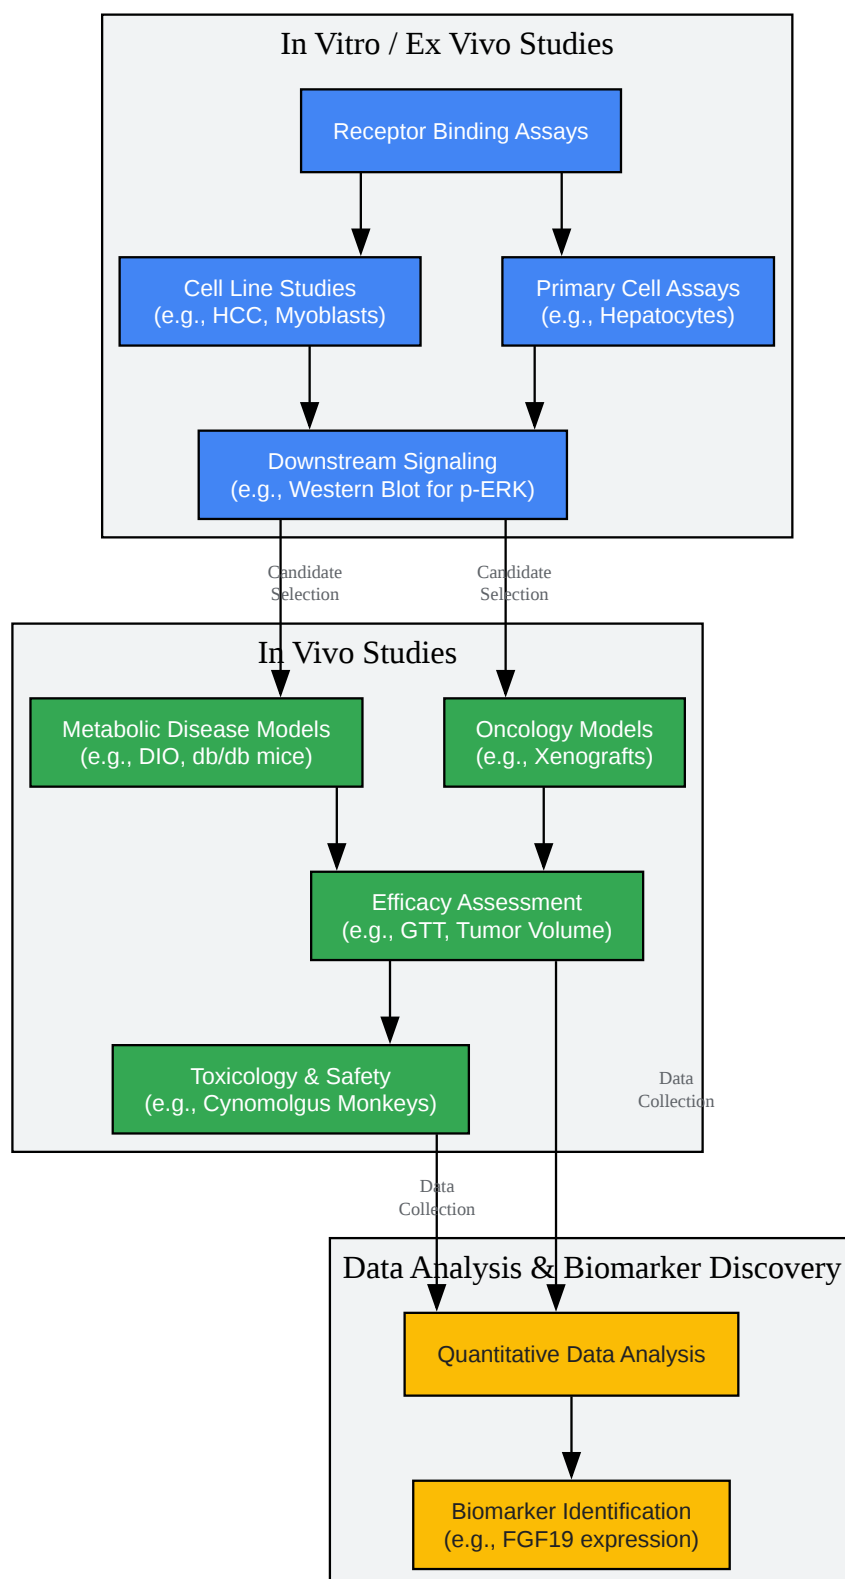 In Vitro / Ex Vivo Studies
Receptor Binding Assays
Cell Line Studies
(e.g., HCC, Myoblasts)
Primary Cell Assays
(e.g., Hepatocytes)
Downstream Signaling
(e.g., Western Blot for p-ERK)
Candidate
Selection
Candidate
Selection
In Vivo Studies
Metabolic Disease Models
(e.g., DIO, db/db mice)
Oncology Models
(e.g., Xenografts)
Efficacy Assessment
(e.g., GTT, Tumor Volume)
Toxicology & Safety
(e.g., Cynomolgus Monkeys)
Data
Collection
Data
Collection
Data Analysis & Biomarker Discovery
Quantitative Data Analysis
Biomarker Identification
(e.g., FGF19 expression)